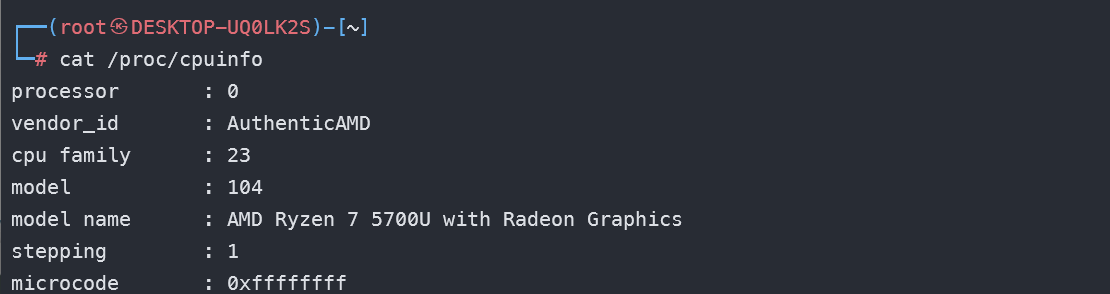 ┌──(root㉿DESKTOP-UQ0LK2S)-[~]
└─# cat /proc/cpuinfo
processor       : 0
vendor_id       : AuthenticAMD
cpu family      : 23
model           : 104
model name      : AMD Ryzen 7 5700U with Radeon Graphics
stepping        : 1
microcode       : 0xffffffff